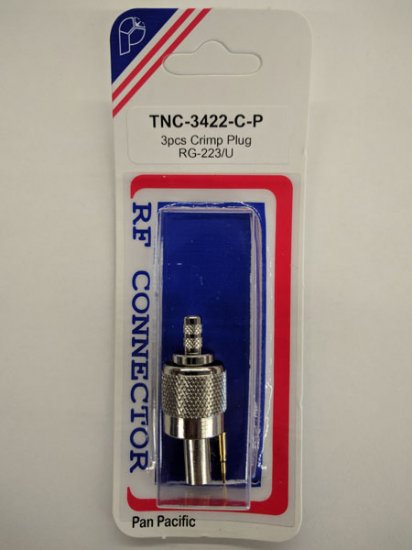 TNC-3422-C-P
3pcs Crimp Plug
RG-223/U
RF CONNECTOR
Pan Pacific